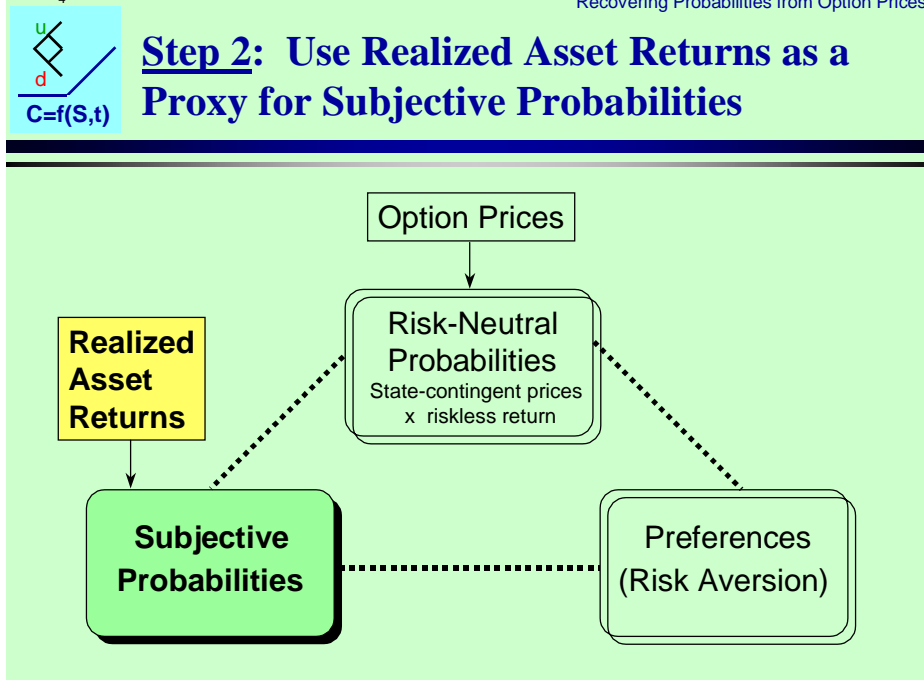 Recovering Probabilities from Option Prices
u
d
C=f(S,t)
Step 2: Use Realized Asset Returns as a
Proxy for Subjective Probabilities
Option Prices
Risk-Neutral
Probabilities
State-contingent prices
x riskless return
Realized
Asset
Returns
Subjective
Probabilities
Preferences
(Risk Aversion)